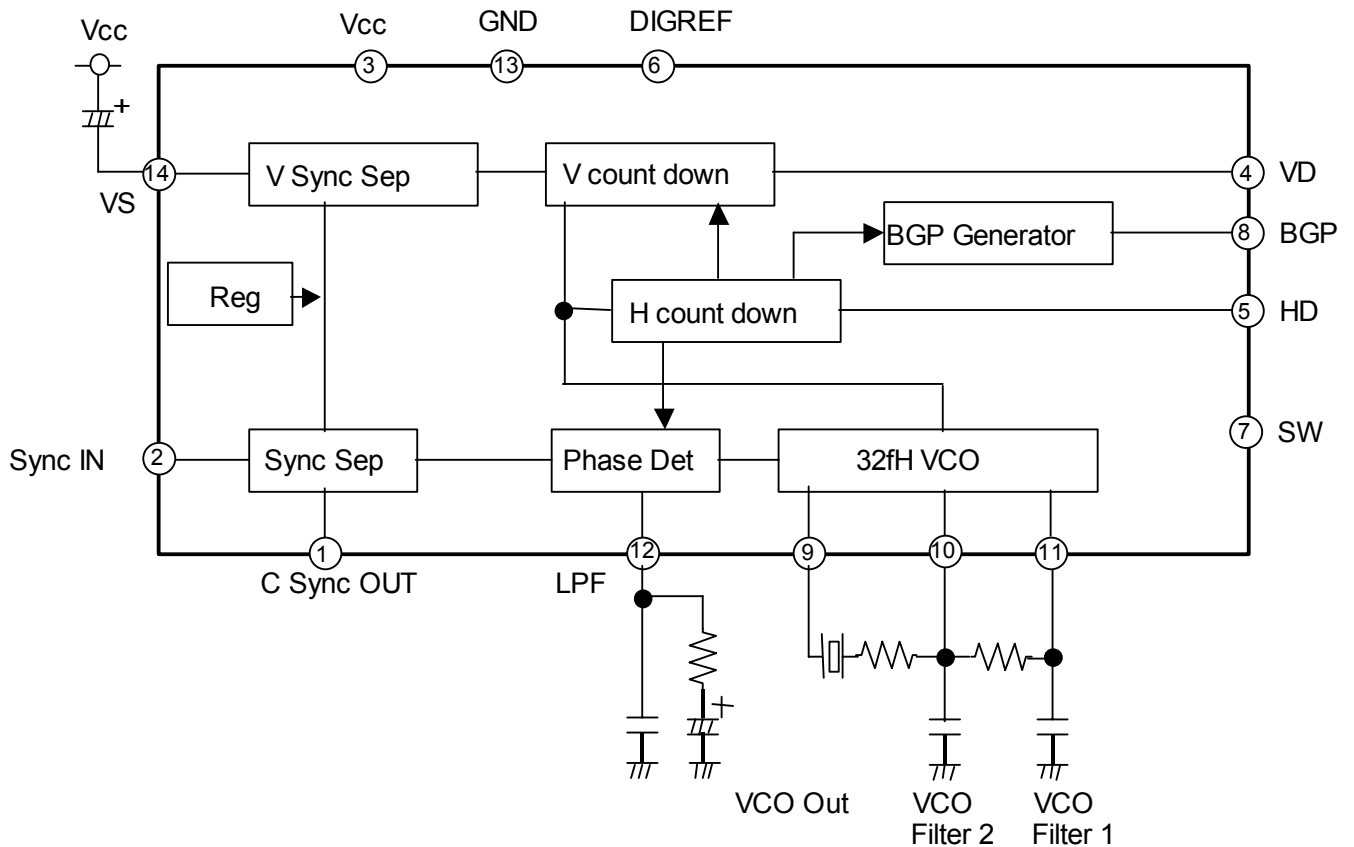 Vcc
Vcc
GND
DIGREF
3
13
6
+
14
VS
V Sync Sep
V count down
4
VD
BGP Generator
8
BGP
Reg
H count down
5
HD
7
SW
Sync IN
2
Sync Sep
Phase Det
32fH VCO
1
12
9
10
11
C Sync OUT
LPF
+
VCO Out
VCO
Filter 2
VCO
Filter 1